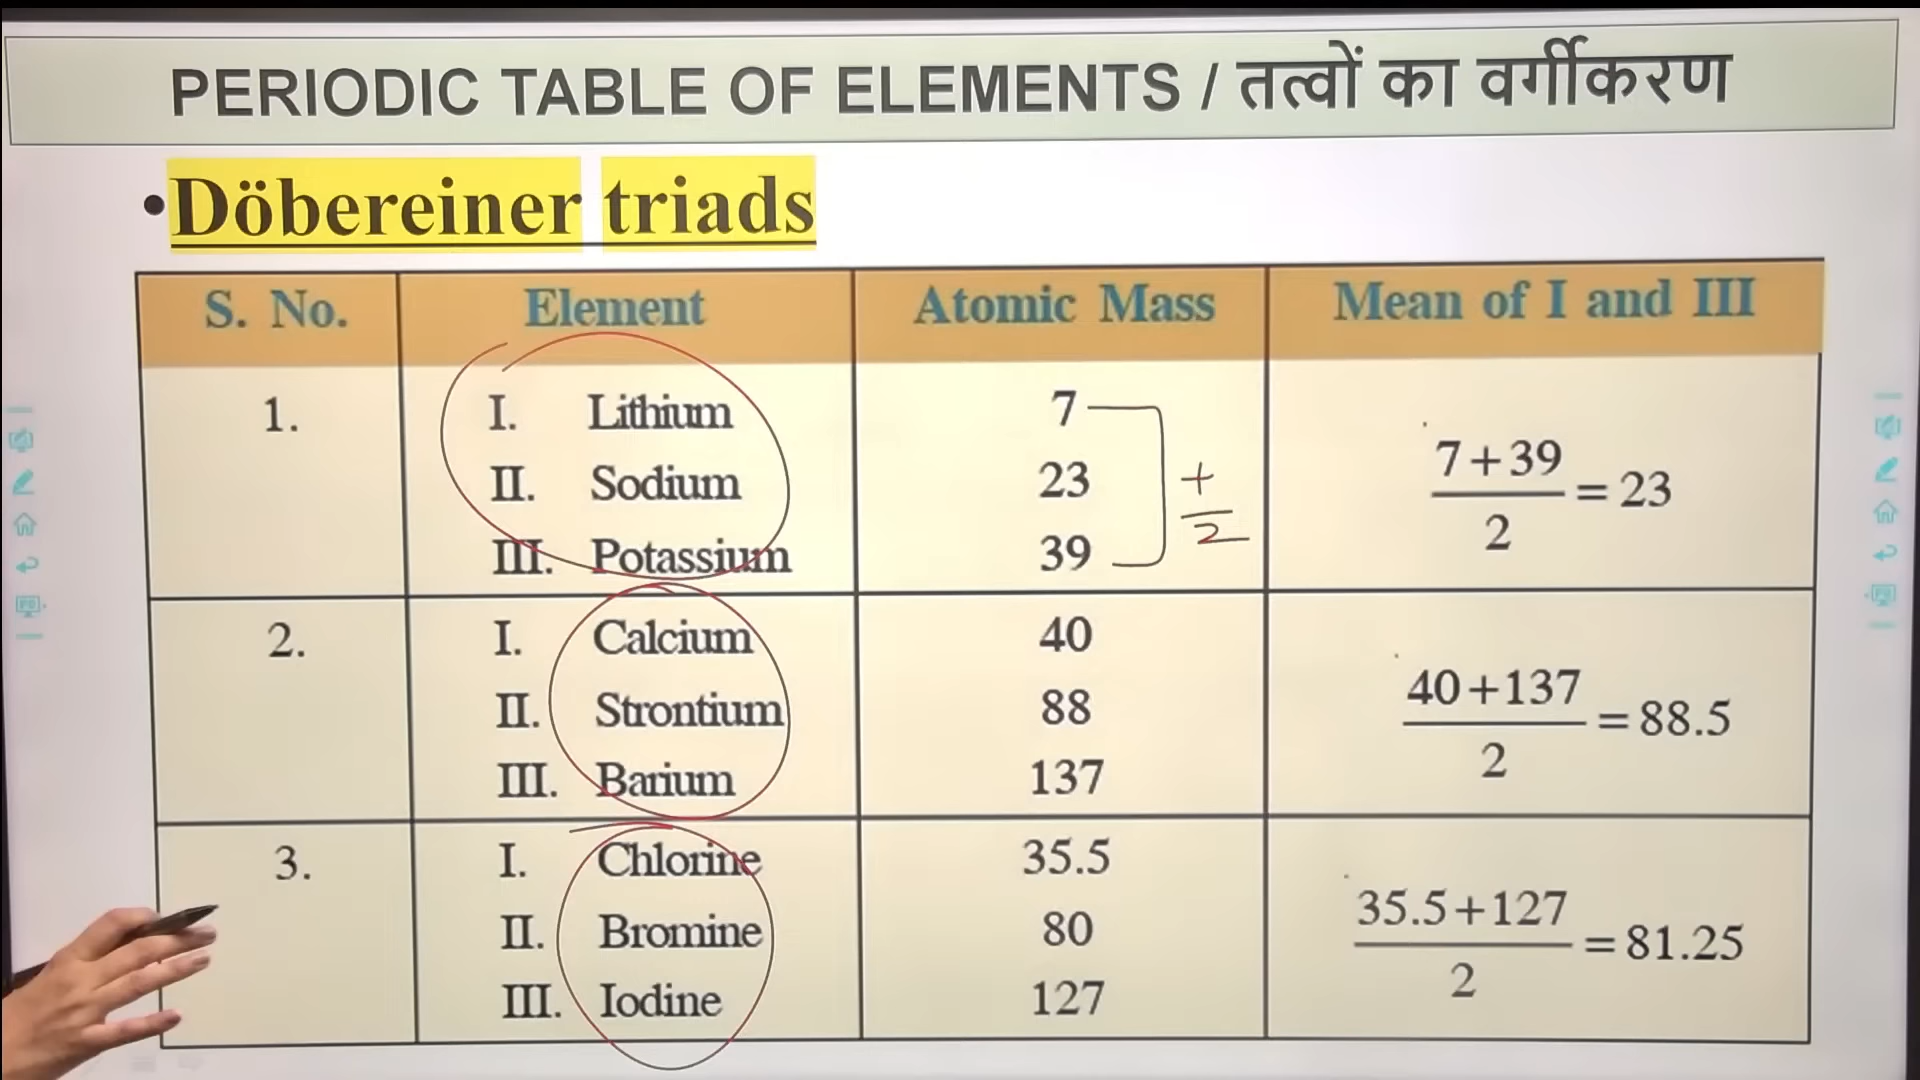 PERIODIC TABLE OF ELEMENTS / तत्वों का वर्गीकरण
•Döbereiner triads
S. No. Element Atomic Mass Mean of I and III
1. I. Lithium 7
II. Sodium 23
III. Potassium 39
7+39
2
= 23
+
2
2. I. Calcium 40
II. Strontium 88
III. Barium 137
40+137
2
= 88.5
3. I. Chlorine 35.5
II. Bromine 80
III. Iodine 127
35.5+127
2
= 81.25